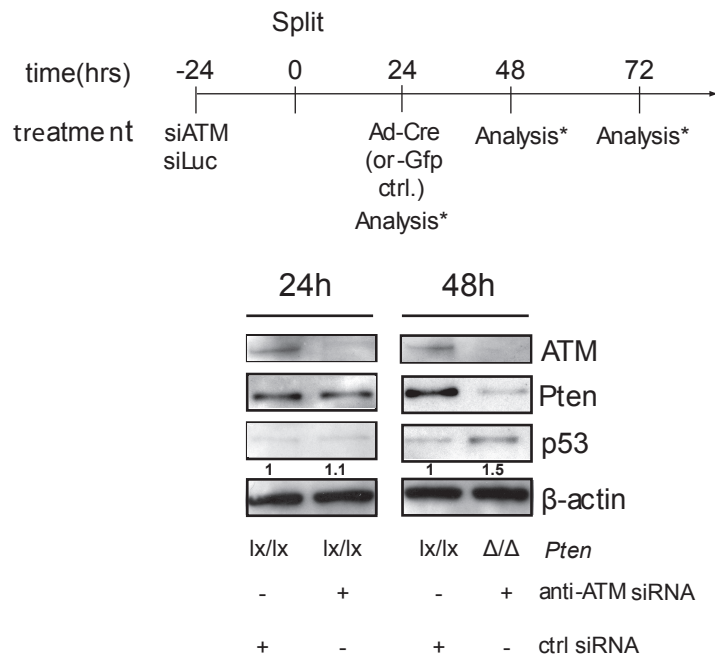 Split
time(hrs) -24 0 24 48 72
treatment siATM Ad-Cre Analysis* Analysis*
siLuc (or-Gfp
ctrl.)
Analysis*
24h 48h
ATM
Pten
p53
1 1.1 1 1.5
β-actin
lx/lx lx/lx lx/lx Δ/Δ Pten
- + - + anti-ATM siRNA
+ - + - ctrl siRNA